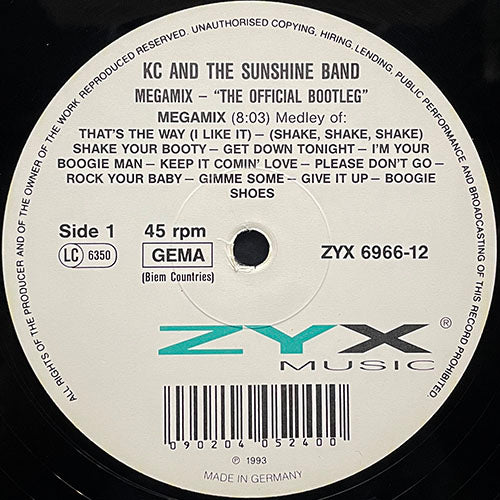 ALL RIGHTS OF THE PRODUCER AND OF THE OWNER OF THE WORK REPRODUCED RESERVED. UNAUTHORISED COPYING, HIRING, LENDING, PUBLIC PERFORMANCE AND BROADCASTING OF THIS RECORD PROHIBITED
KC AND THE SUNSHINE BAND
MEGAMIX – "THE OFFICIAL BOOTLEG"
MEGAMIX (8:03) Medley of:
THAT'S THE WAY (I LIKE IT) – (SHAKE, SHAKE, SHAKE)
SHAKE YOUR BOOTY – GET DOWN TONIGHT – I'M YOUR
BOOGIE MAN – KEEP IT COMIN' LOVE – PLEASE DON'T GO –
ROCK YOUR BABY – GIMME SOME – GIVE IT UP – BOOGIE
SHOES
Side 1 45 rpm
LC 6350 GEMA ZYX 6966-12
(Biem Countries)
ZYX ®
MUSIC
090204 052400
℗ 1993
MADE IN GERMANY